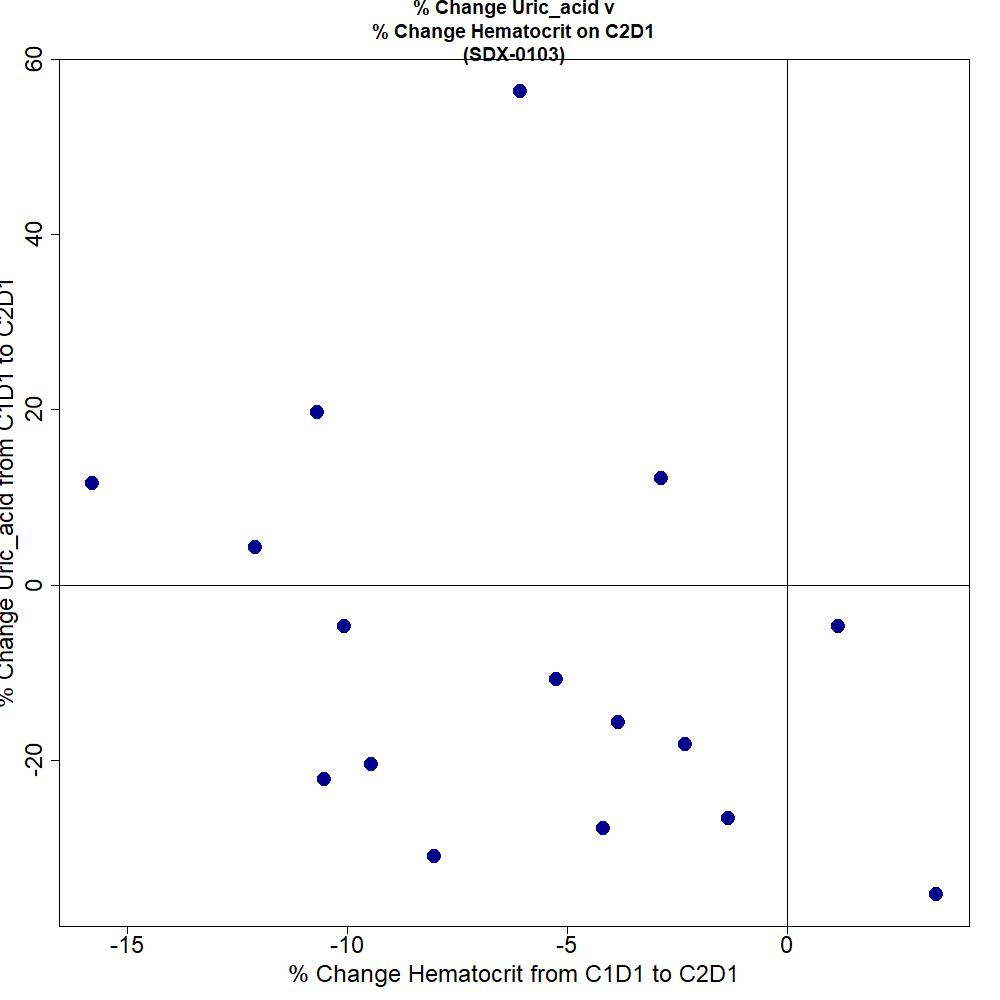 % Change Uric_acid v
% Change Hematocrit on C2D1
(SDX-0103)
60
40
20
0
-20
% Change Uric_acid from C1D1 to C2D1
-15
-10
-5
0
% Change Hematocrit from C1D1 to C2D1